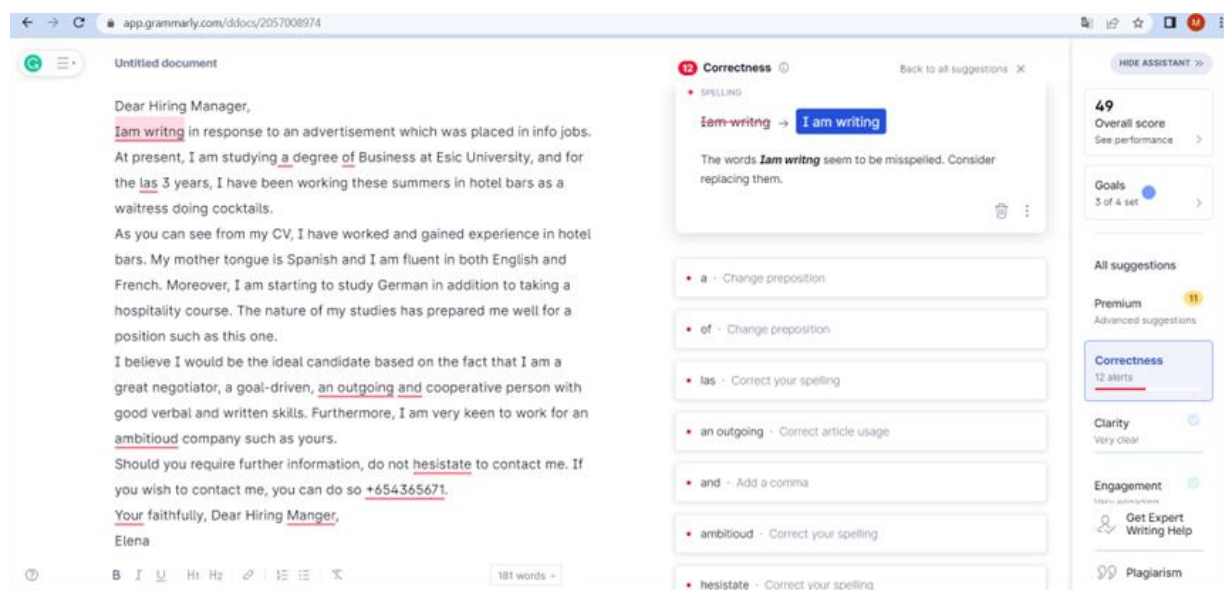 app.grammarly.com/ddocs/2057008974
M
Untitled document
Dear Hiring Manager,
Iam writng in response to an advertisement which was placed in info jobs.
At present, I am studying a degree of Business at Esic University, and for
the las 3 years, I have been working these summers in hotel bars as a
waitress doing cocktails.
As you can see from my CV, I have worked and gained experience in hotel
bars. My mother tongue is Spanish and I am fluent in both English and
French. Moreover, I am starting to study German in addition to taking a
hospitality course. The nature of my studies has prepared me well for a
position such as this one.
I believe I would be the ideal candidate based on the fact that I am a
great negotiator, a goal-driven, an outgoing and cooperative person with
good verbal and written skills. Furthermore, I am very keen to work for an
ambitioud company such as yours.
Should you require further information, do not hesistate to contact me. If
you wish to contact me, you can do so +654365671.
Your faithfully, Dear Hiring Manger,
Elena
B I U H1 H2
181 words
12 Correctness
Back to all suggestions
SPELLING
Iam writng → I am writing
The words Iam writng seem to be misspelled. Consider
replacing them.
a · Change preposition
of · Change preposition
las · Correct your spelling
an outgoing · Correct article usage
and · Add a comma
ambitioud · Correct your spelling
hesistate · Correct your spelling
HIDE ASSISTANT
49
Overall score
See performance
Goals
3 of 4 set
All suggestions
Premium 11
Advanced suggestions
Correctness
12 alerts
Clarity
Very clear
Engagement
Get Expert
Writing Help
Plagiarism